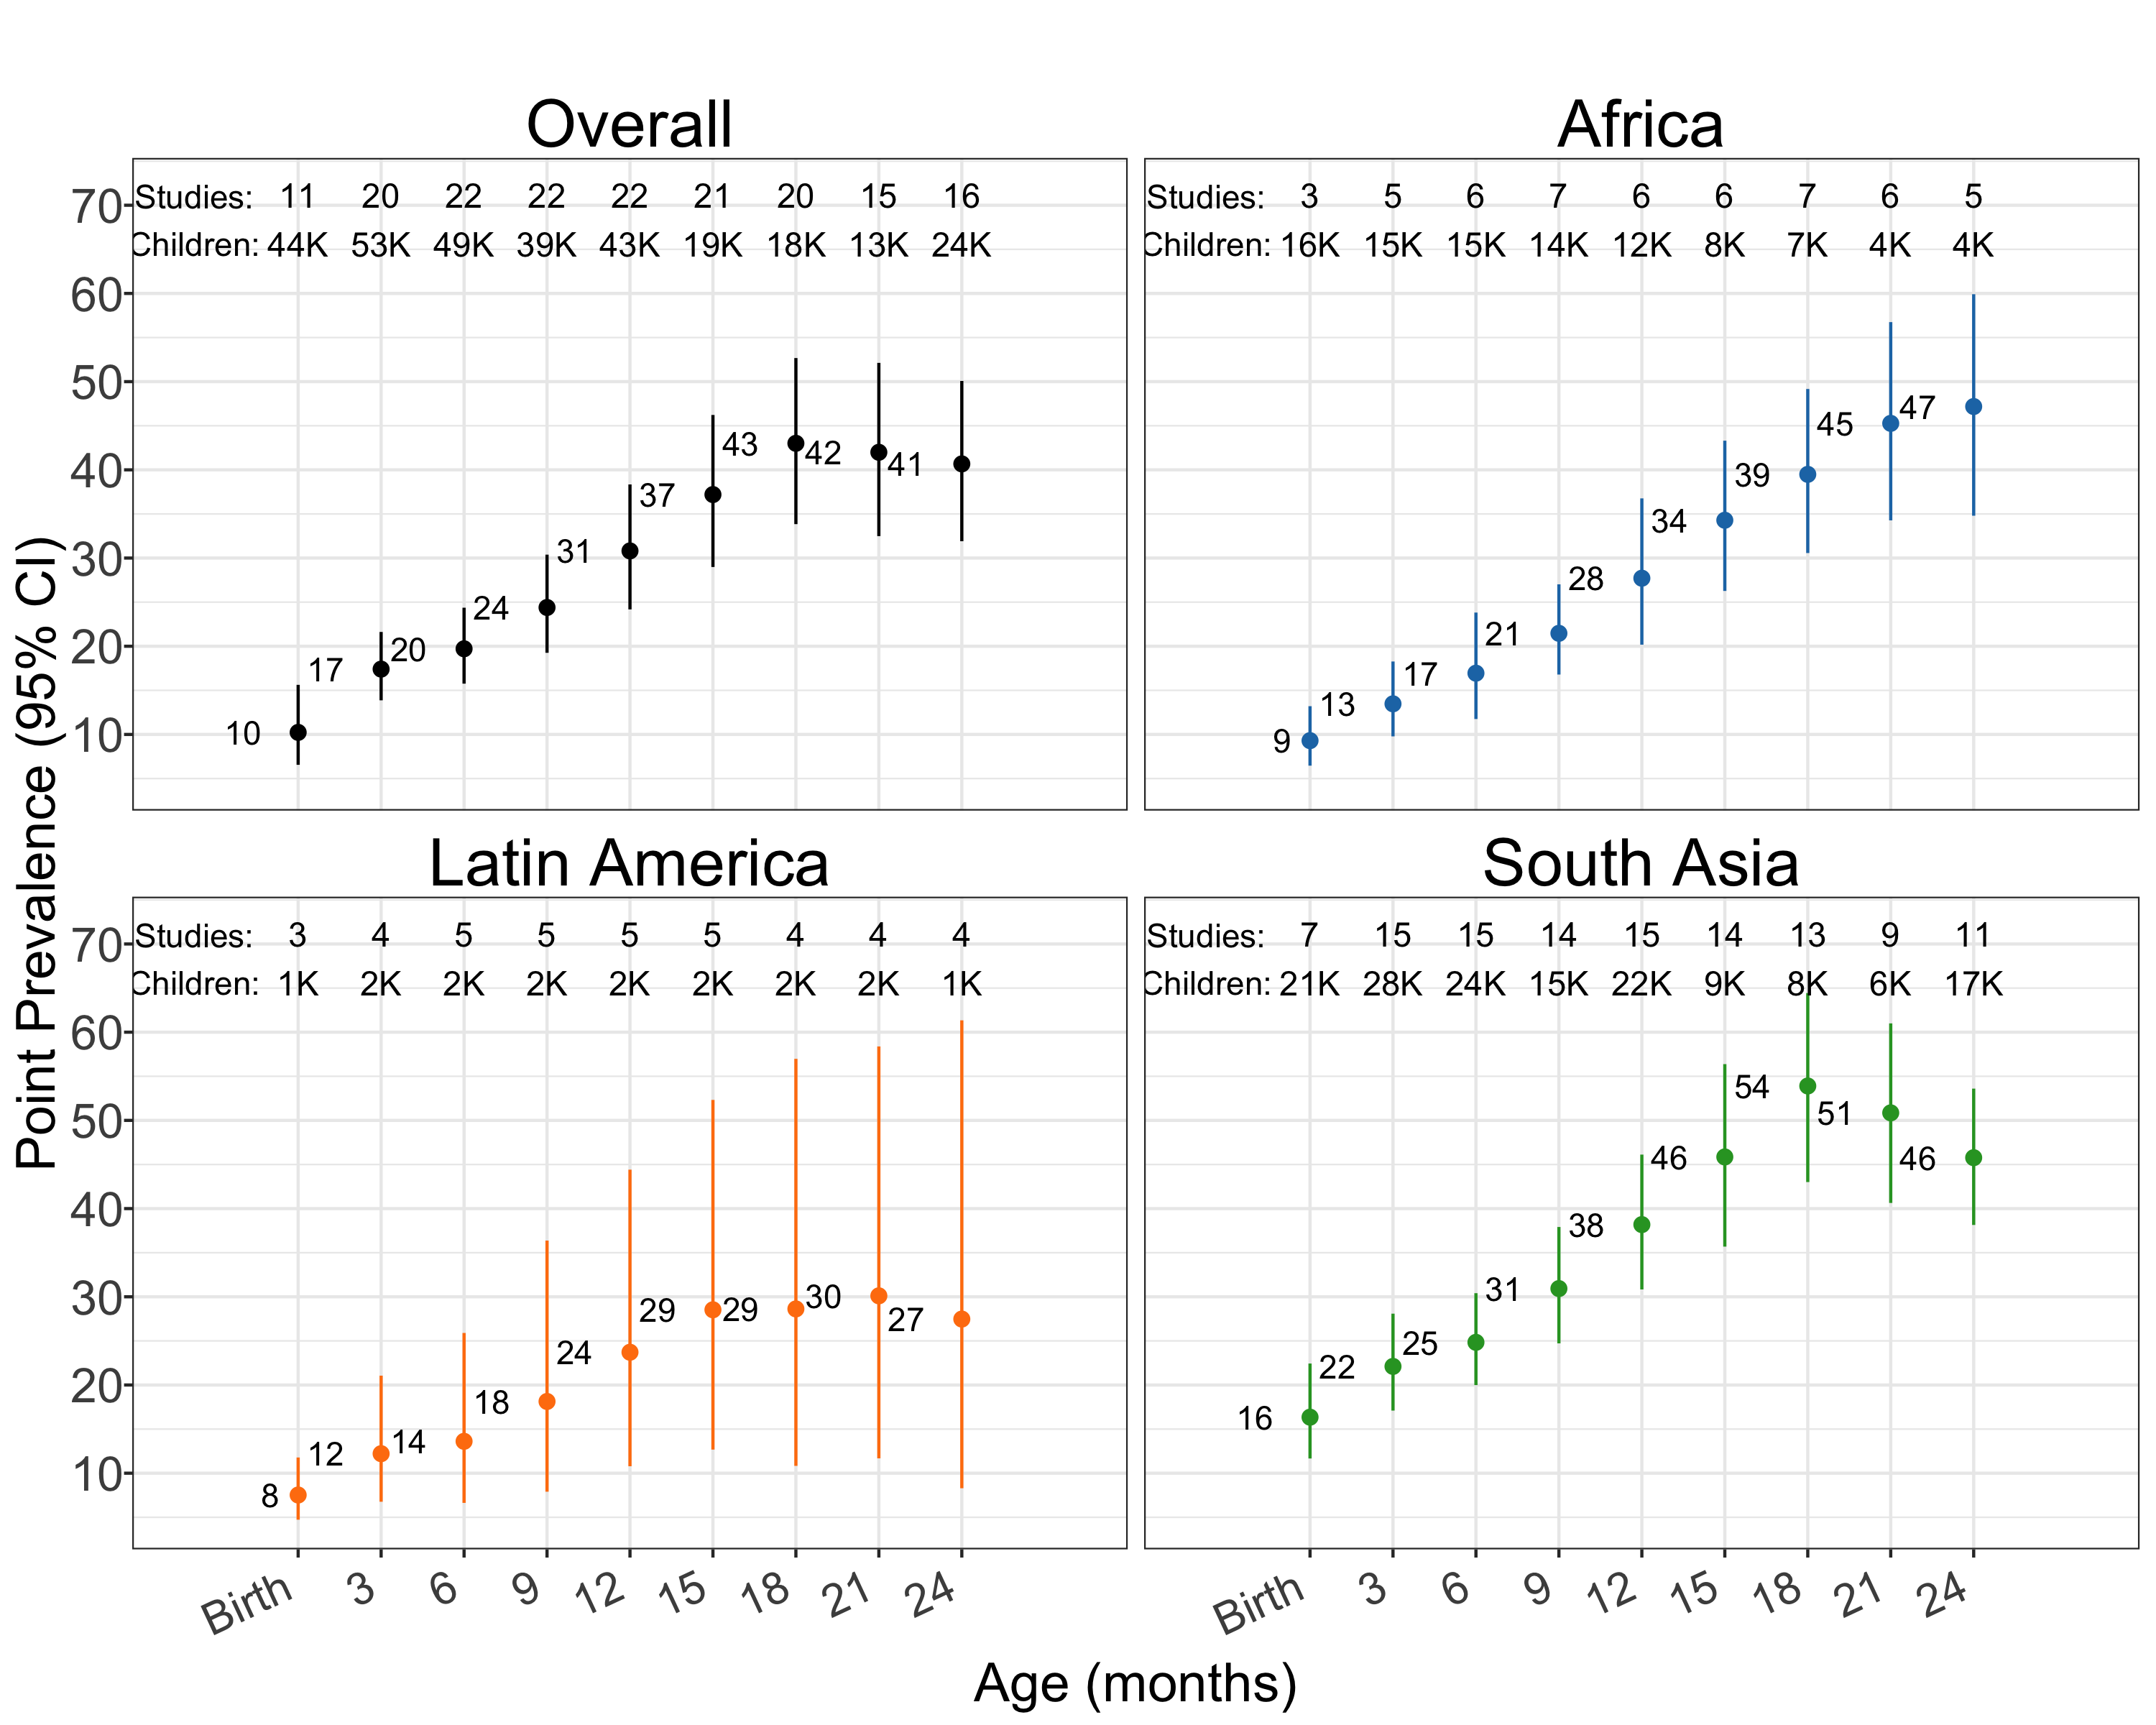 Overall
Studies: 11 20 22 22 22 21 20 15 16
Children: 44K 53K 49K 39K 43K 19K 18K 13K 24K
70
60
50
40
30
20
10
10 17 20 24 31 37 43 42 41
Africa
Studies: 3 5 6 7 6 6 7 6 5
Children: 16K 15K 15K 14K 12K 8K 7K 4K 4K
9 13 17 21 28 34 39 45 47
Latin America
Studies: 3 4 5 5 5 5 4 4 4
Children: 1K 2K 2K 2K 2K 2K 2K 2K 1K
70
60
50
40
30
20
10
8 12 14 18 24 29 29 30 27
Birth 3 6 9 12 15 18 21 24
South Asia
Studies: 7 15 15 14 15 14 13 9 11
Children: 21K 28K 24K 15K 22K 9K 8K 6K 17K
16 22 25 31 38 46 54 51 46
Birth 3 6 9 12 15 18 21 24
Point Prevalence (95% CI)
Age (months)